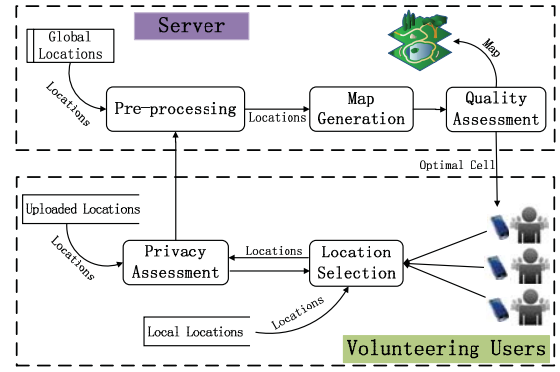 Server
Global
Locations
Locations
Pre-processing
Locations
Map
Generation
Quality
Assessment
Map
Optimal Cell
Uploaded Locations
Locations
Privacy
Assessment
Locations
Location
Selection
Local Locations
Locations
Volunteering Users